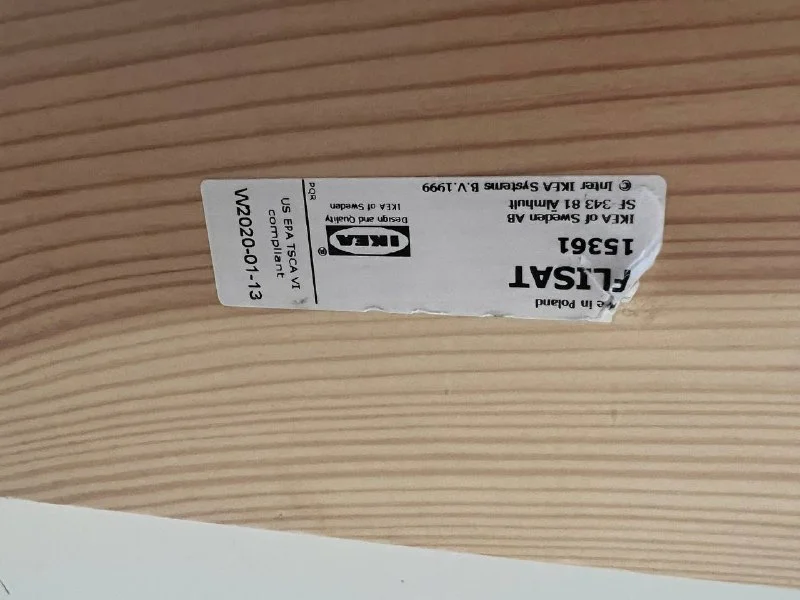 e in Poland
FLISAT
15361
IKEA of Sweden AB
SE-343 81 Älmhult
© Inter IKEA Systems B.V.1999
IKEA®
Design and Quality
IKEA of Sweden
PQR
US EPA TSCA VI
compliant
W2020-01-13